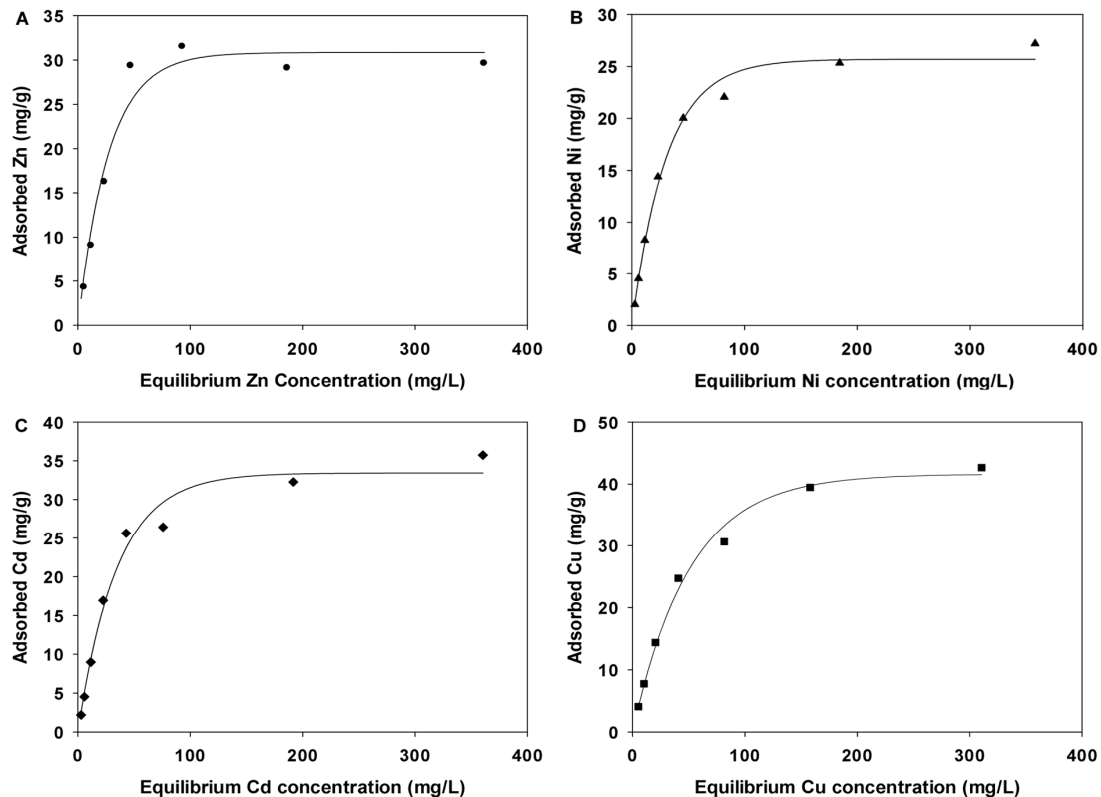 A
35
30
25
20
15
10
5
0
Adsorbed Zn (mg/g)
0 100 200 300 400
Equilibrium Zn Concentration (mg/L)
B
30
25
20
15
10
5
0
Adsorbed Ni (mg/g)
0 100 200 300 400
Equilibrium Ni concentration (mg/L)
C
40
35
30
25
20
15
10
5
0
Adsorbed Cd (mg/g)
0 100 200 300 400
Equilibrium Cd concentration (mg/L)
D
50
40
30
20
10
0
Adsorbed Cu (mg/g)
0 100 200 300 400
Equilibrium Cu concentration (mg/L)